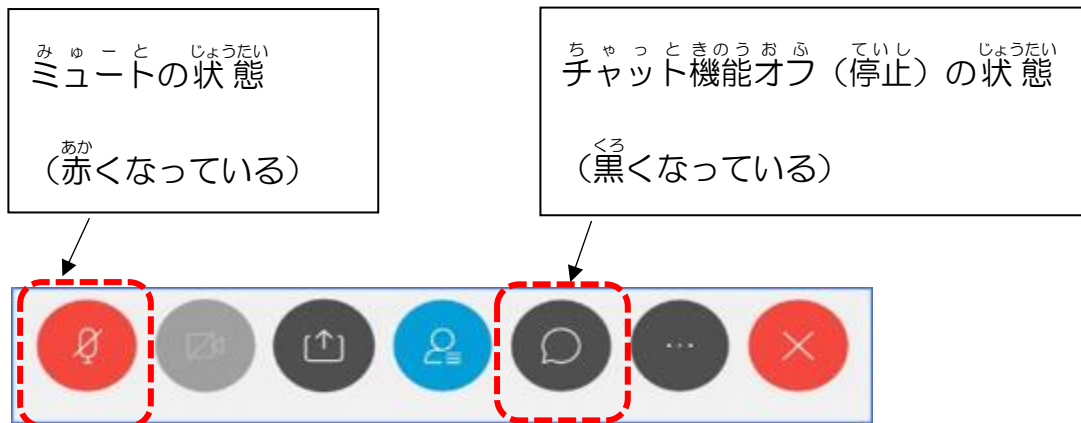 みゅーと じょうたい
ミュートの状態
あか
（赤くなっている）
ちゃっときのうおふ ていし じょうたい
チャット機能オフ（停止）の状態
くろ
（黒くなっている）